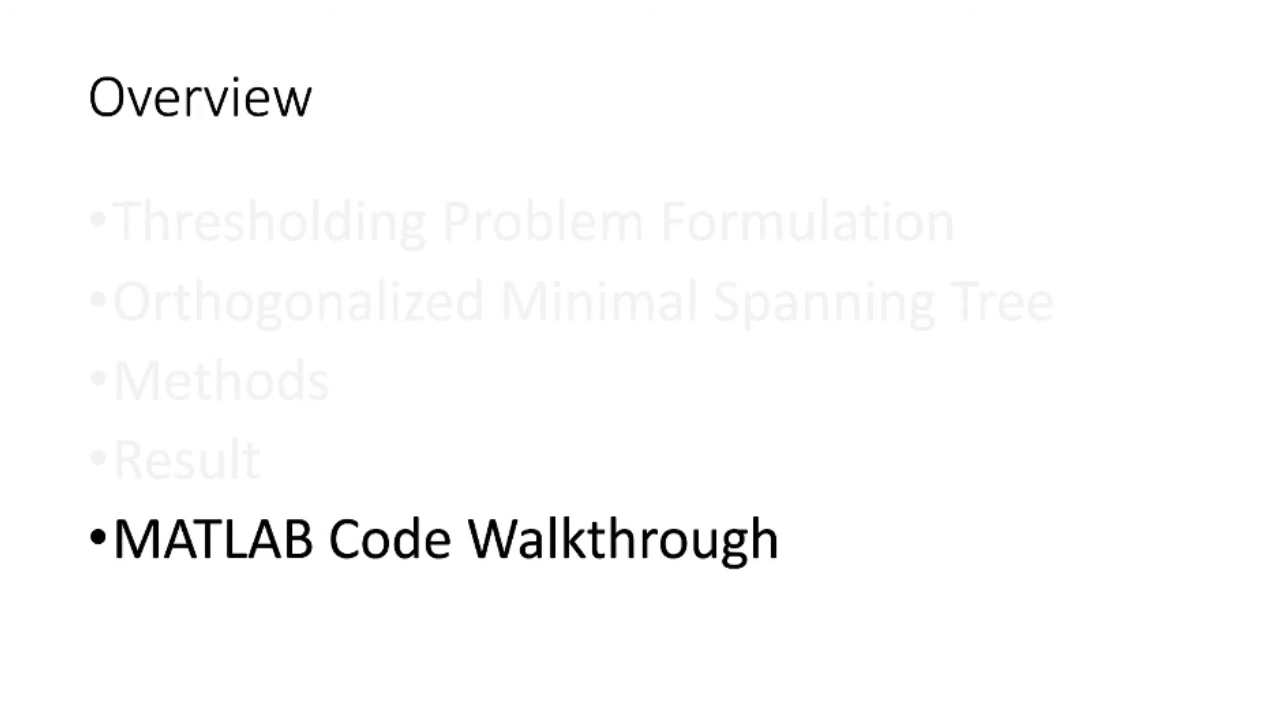 Overview
•Thresholding Problem Formulation
•Orthogonalized Minimal Spanning Tree
•Methods
•Result
•MATLAB Code Walkthrough